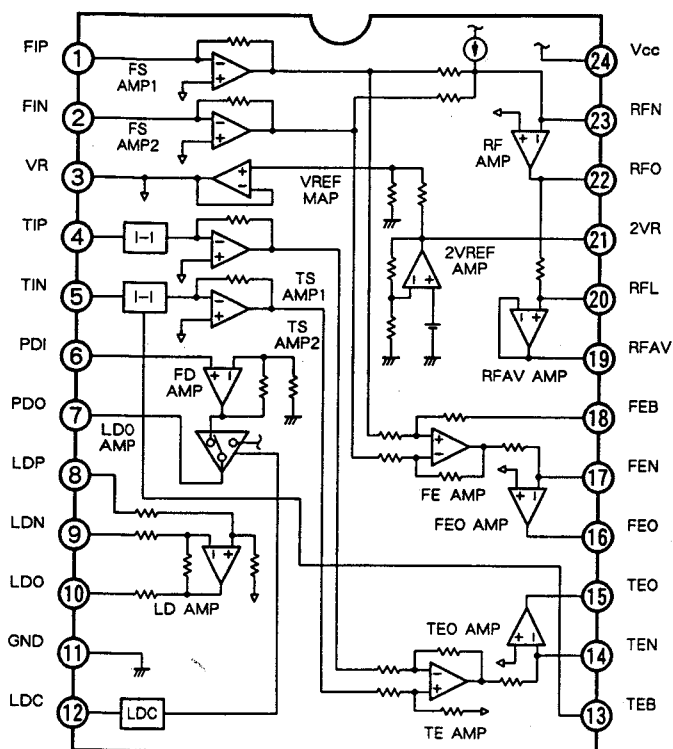 FIP
1
FS
AMP1
FIN
2
FS
AMP2
VR
3
VREF
MAP
TIP
4
I-I
TIN
5
I-I
TS
AMP1
TS
AMP2
PDI
6
FD
AMP
PDO
7
LDO
AMP
LDP
8
LDN
9
LDO
10
LD AMP
GND
11
LDC
12
LDC
24
Vcc
23
RFN
RF
AMP
22
RFO
21
2VR
2VREF
AMP
20
RFL
19
RFAV
RFAV AMP
18
FEB
17
FEN
FE AMP
FEO AMP
16
FEO
15
TEO
TEO AMP
14
TEN
13
TEB
TE AMP